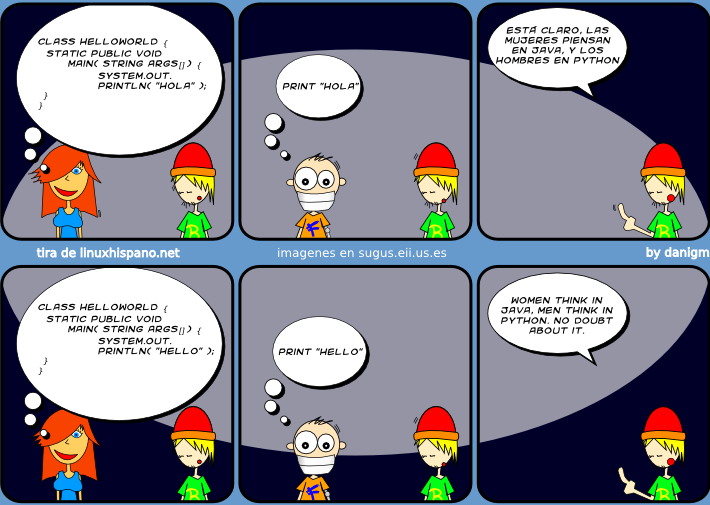 CLASS HELLOWORLD {
STATIC PUBLIC VOID
MAIN( STRING ARGS[] ) {
SYSTEM.OUT.
PRINTLN( "HOLA" );
}
}
PRINT "HOLA"
ESTÁ CLARO, LAS
MUJERES PIENSAN
EN JAVA, Y LOS
HOMBRES EN PYTHON
tira de linuxhispano.net
imagenes en sugus.eii.us.es
by danigm
CLASS HELLOWORLD {
STATIC PUBLIC VOID
MAIN( STRING ARGS[] ) {
SYSTEM.OUT.
PRINTLN( "HELLO" );
}
}
PRINT "HELLO"
WOMEN THINK IN
JAVA, MEN THINK IN
PYTHON. NO DOUBT
ABOUT IT.